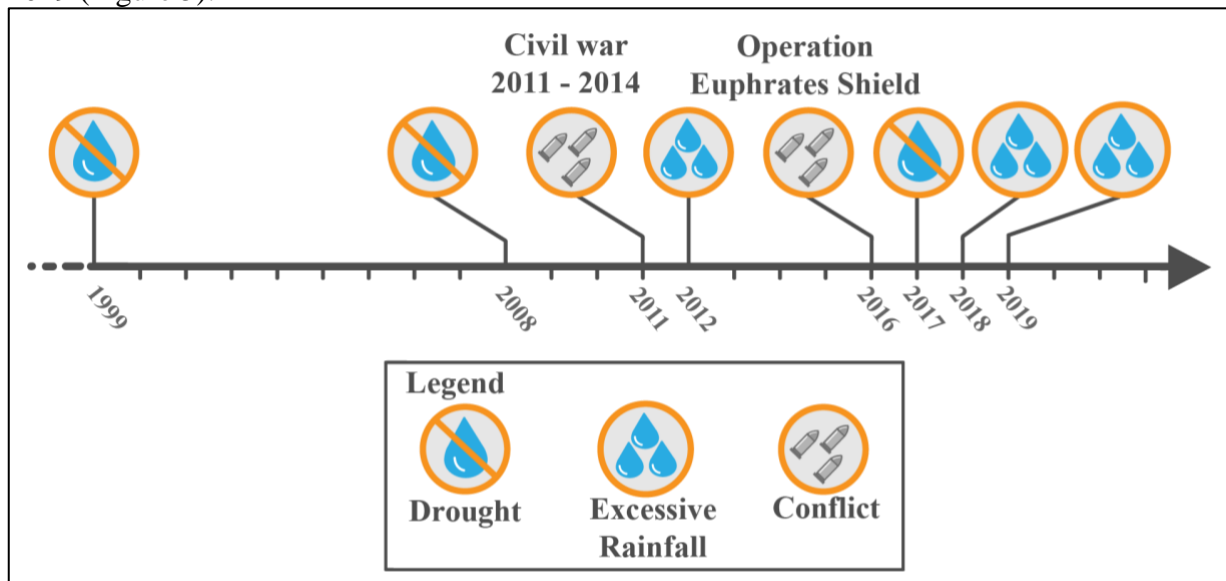 Civil war
2011 - 2014
Operation
Euphrates Shield
1999
2008
2011
2012
2016
2017
2018
2019
Legend
Drought
Excessive
Rainfall
Conflict